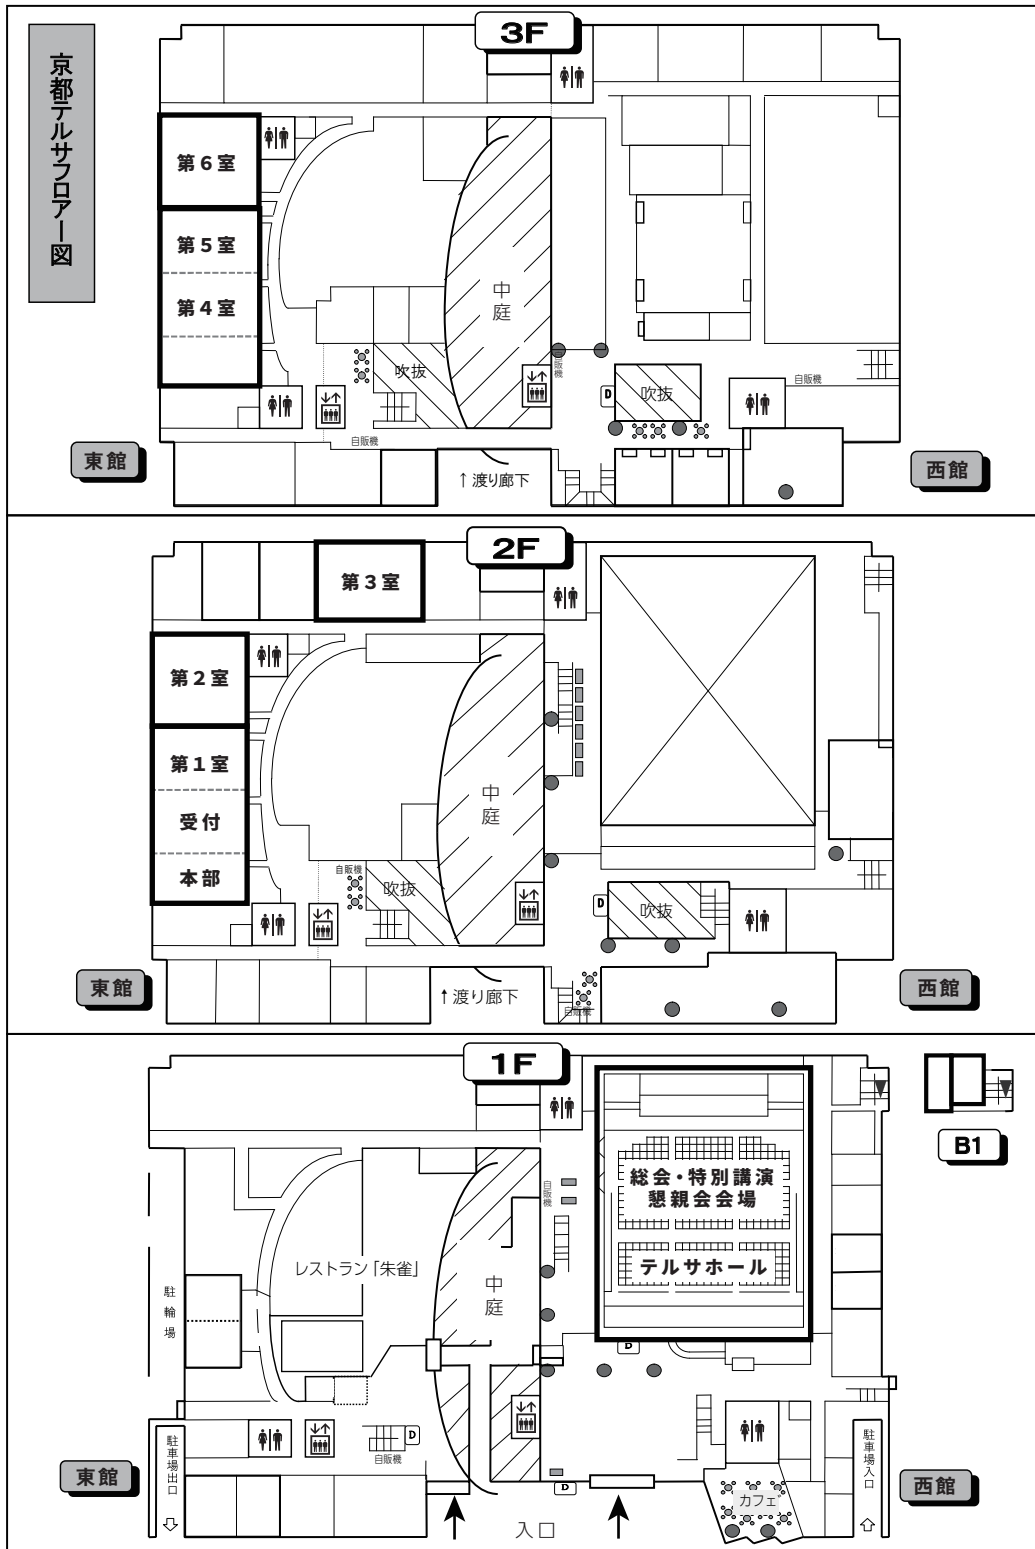 京都テルサフロアー図
3F
第6室
第5室
第4室
中庭
吹抜
自販機
D
吹抜
自販機
自販機
東館
↑渡り廊下
西館
2F
第3室
第2室
第1室
受付
本部
中庭
自販機
吹抜
D
吹抜
東館
↑渡り廊下
自販機
西館
1F
B1
総会・特別講演
懇親会会場
テルサホール
自販機
レストラン「朱雀」
中庭
駐輪場
D
D
自販機
駐車場出口
駐車場入口
東館
D
カフェ
西館
入口